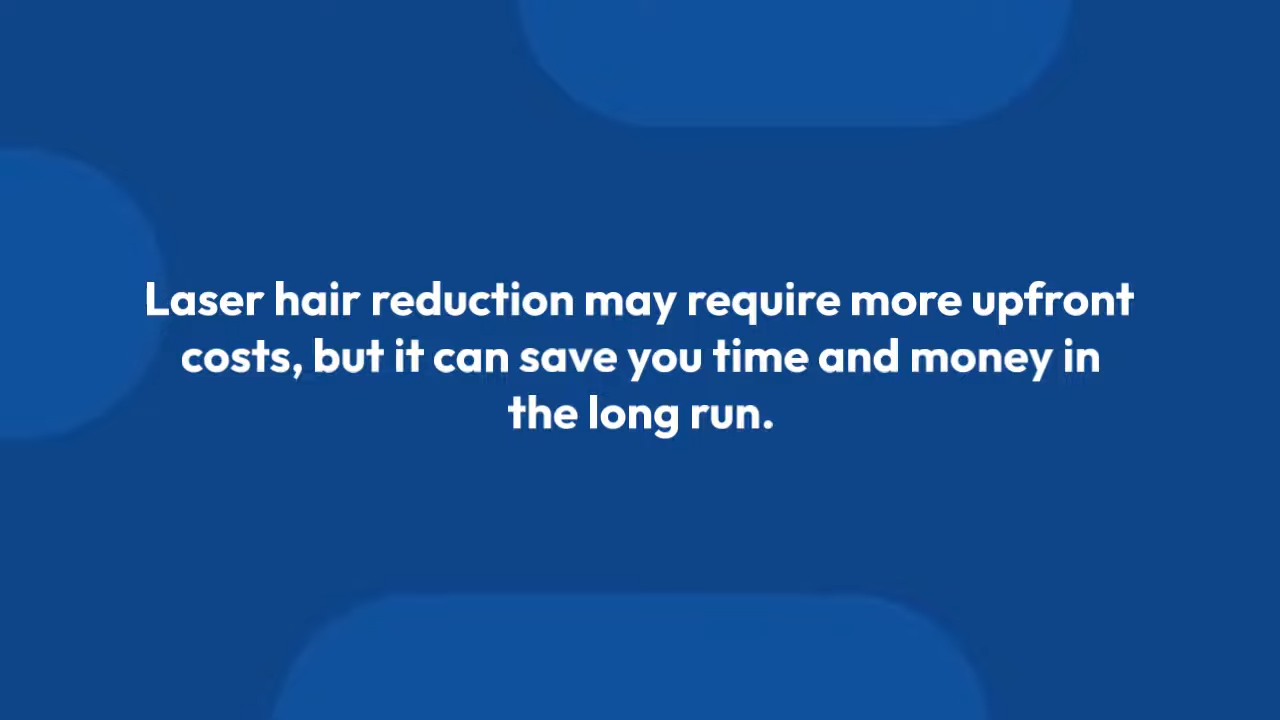 Laser hair reduction may require more upfront
costs, but it can save you time and money in
the long run.